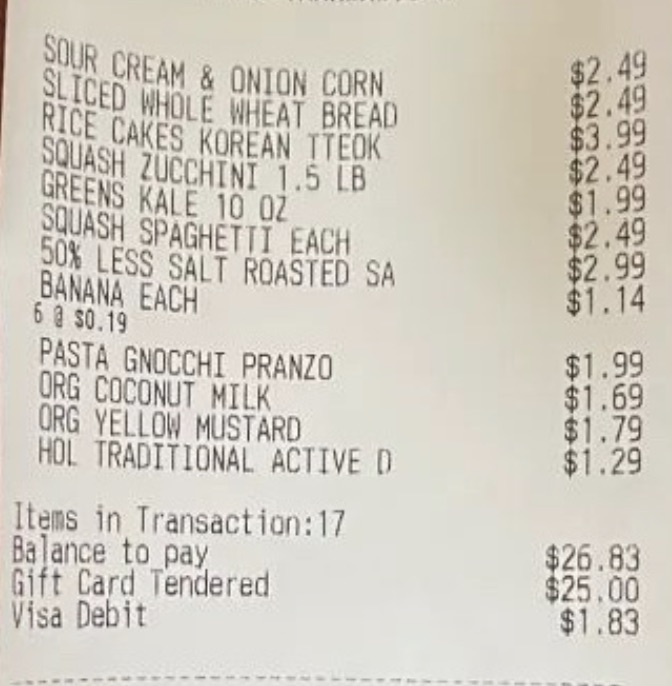 SOUR CREAM & ONION CORN $2.49
SLICED WHOLE WHEAT BREAD $2.49
RICE CAKES KOREAN TTEOK $3.99
SQUASH ZUCCHINI 1.5 LB $2.49
GREENS KALE 10 OZ $1.99
SQUASH SPAGHETTI EACH $2.49
50% LESS SALT ROASTED SA $2.99
BANANA EACH $1.14
6 @ $0.19
PASTA GNOCCHI PRANZO $1.99
ORG COCONUT MILK $1.69
ORG YELLOW MUSTARD $1.79
HOL TRADITIONAL ACTIVE D $1.29
Items in Transaction:17
Balance to pay $26.83
Gift Card Tendered $25.00
Visa Debit $1.83